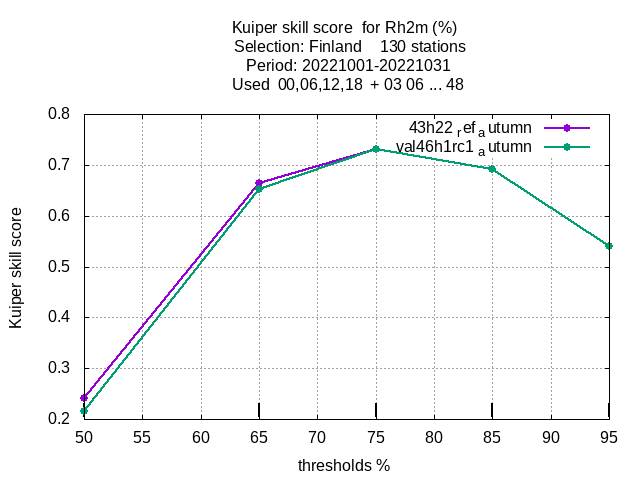 Kuiper skill score for Rh2m (%)
Selection: Finland 130 stations
Period: 20221001-20221031
Used 00,06,12,18 + 03 06 ... 48
43h22 ref autumn
val46h1rc1 autumn
0.8
0.7
0.6
0.5
0.4
0.3
0.2
Kuiper skill score
50 55 60 65 70 75 80 85 90 95
thresholds %